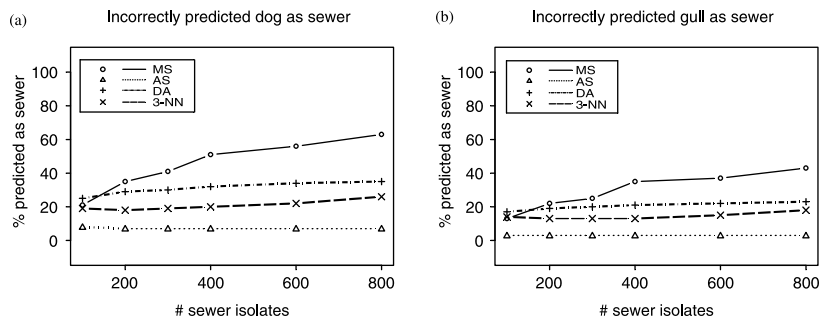 (a)
Incorrectly predicted dog as sewer
MS
AS
DA
3-NN
100
80
60
40
20
0
% predicted as sewer
200
400
600
800
# sewer isolates
(b)
Incorrectly predicted gull as sewer
MS
AS
DA
3-NN
100
80
60
40
20
0
% predicted as sewer
200
400
600
800
# sewer isolates